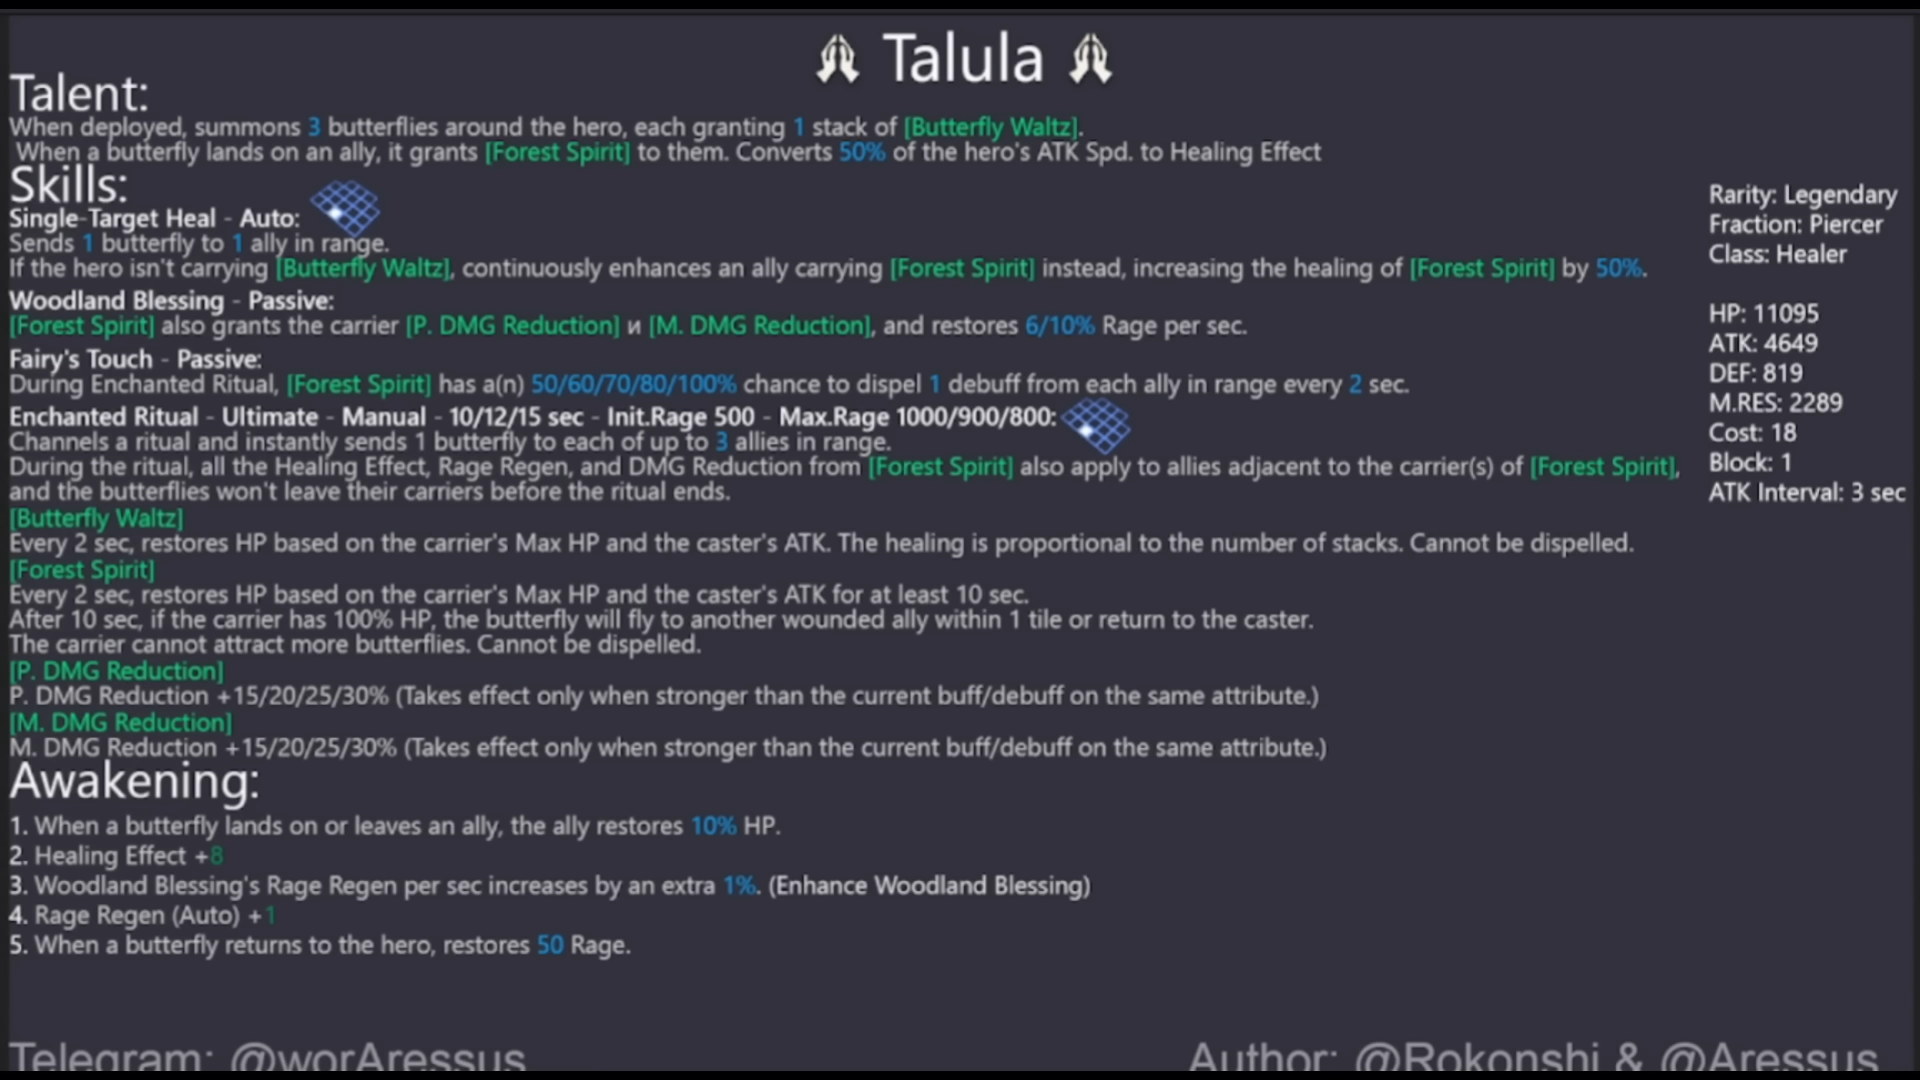 Talula
Talent:
When deployed, summons 3 butterflies around the hero, each granting 1 stack of [Butterfly Waltz].
When a butterfly lands on an ally, it grants [Forest Spirit] to them. Converts 50% of the hero's ATK Spd. to Healing Effect
Skills:
Single-Target Heal - Auto:
Sends 1 butterfly to 1 ally in range.
If the hero isn't carrying [Butterfly Waltz], continuously enhances an ally carrying [Forest Spirit] instead, increasing the healing of [Forest Spirit] by 50%.
Woodland Blessing - Passive:
[Forest Spirit] also grants the carrier [P. DMG Reduction] и [M. DMG Reduction], and restores 6/10% Rage per sec.
Fairy's Touch - Passive:
During Enchanted Ritual, [Forest Spirit] has a(n) 50/60/70/80/100% chance to dispel 1 debuff from each ally in range every 2 sec.
Enchanted Ritual - Ultimate - Manual - 10/12/15 sec - Init.Rage 500 - Max.Rage 1000/900/800:
Channels a ritual and instantly sends 1 butterfly to each of up to 3 allies in range.
During the ritual, all the Healing Effect, Rage Regen, and DMG Reduction from [Forest Spirit] also apply to allies adjacent to the carrier(s) of [Forest Spirit],
and the butterflies won't leave their carriers before the ritual ends.
[Butterfly Waltz]
Every 2 sec, restores HP based on the carrier's Max HP and the caster's ATK. The healing is proportional to the number of stacks. Cannot be dispelled.
[Forest Spirit]
Every 2 sec, restores HP based on the carrier's Max HP and the caster's ATK for at least 10 sec.
After 10 sec, if the carrier has 100% HP, the butterfly will fly to another wounded ally within 1 tile or return to the caster.
The carrier cannot attract more butterflies. Cannot be dispelled.
[P. DMG Reduction]
P. DMG Reduction +15/20/25/30% (Takes effect only when stronger than the current buff/debuff on the same attribute.)
[M. DMG Reduction]
M. DMG Reduction +15/20/25/30% (Takes effect only when stronger than the current buff/debuff on the same attribute.)
Awakening:
1. When a butterfly lands on or leaves an ally, the ally restores 10% HP.
2. Healing Effect +8
3. Woodland Blessing's Rage Regen per sec increases by an extra 1%. (Enhance Woodland Blessing)
4. Rage Regen (Auto) +1
5. When a butterfly returns to the hero, restores 50 Rage.
Rarity: Legendary
Fraction: Piercer
Class: Healer
HP: 11095
ATK: 4649
DEF: 819
M.RES: 2289
Cost: 18
Block: 1
ATK Interval: 3 sec
Telegram: @worAressus
Author: @Rokonshi & @Aressus